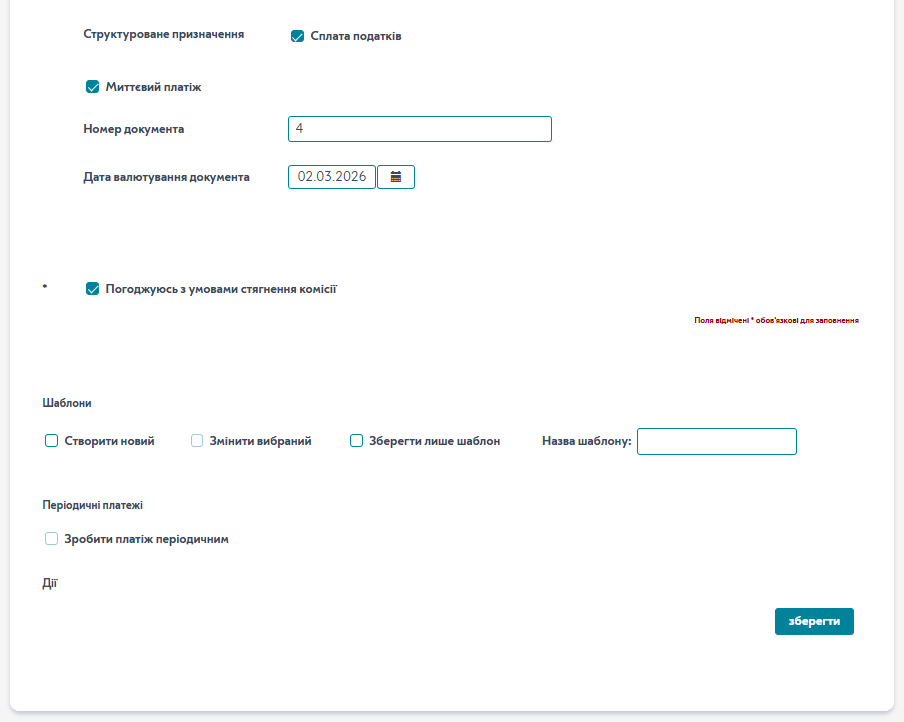 Структуроване призначення
Сплата податків
Миттєвий платіж
Номер документа
4
Дата валютування документа
02.03.2026
* Погоджуюсь з умовами стягнення комісії
Поля відмічені * обов'язкові для заповнення
Шаблони
Створити новий
Змінити вибраний
Зберегти лише шаблон
Назва шаблону:
Періодичні платежі
Зробити платіж періодичним
Дії
зберегти